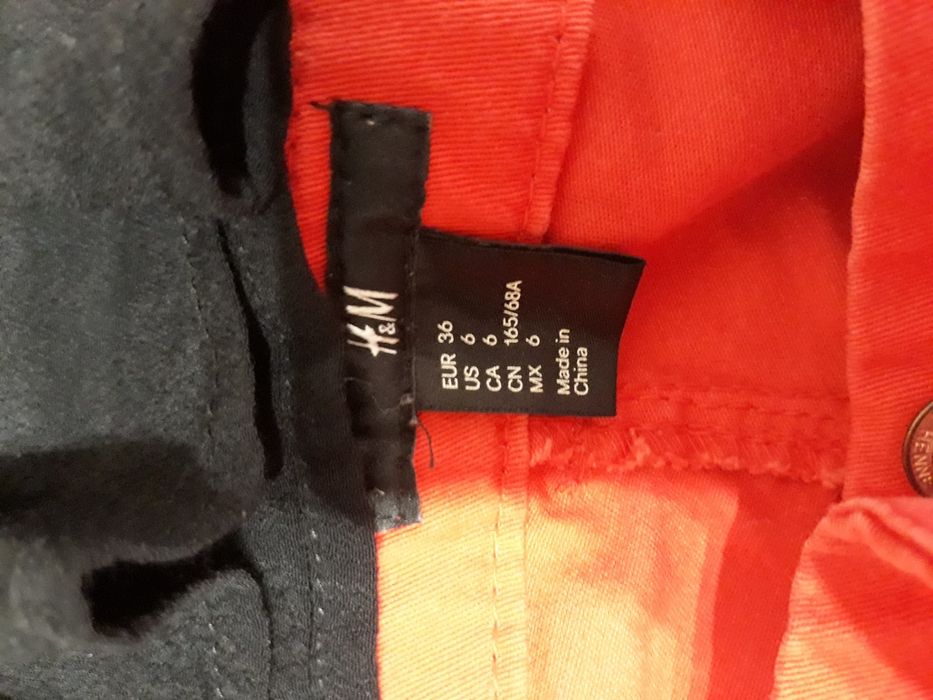 H&M
EUR 36
US 6
CA 6
CN 165/68A
MX 6
Made in
China